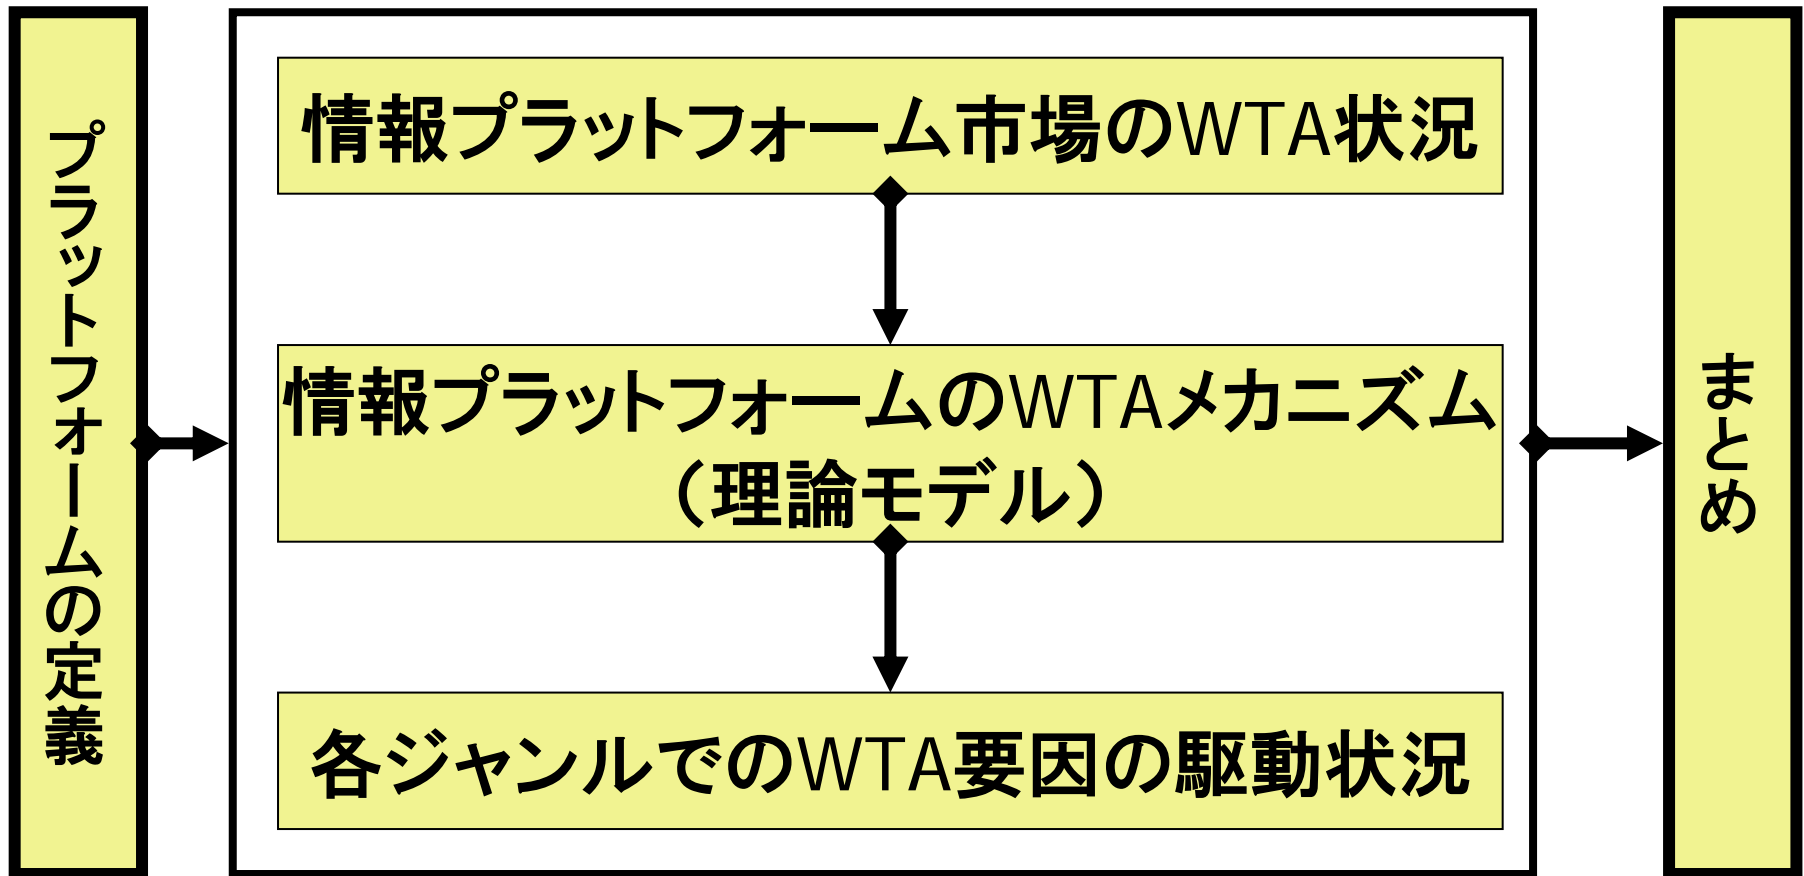 プラットフォームの定義
情報プラットフォーム市場のWTA状況
情報プラットフォームのWTAメカニズム
（理論モデル）
各ジャンルでのWTA要因の駆動状況
まとめ